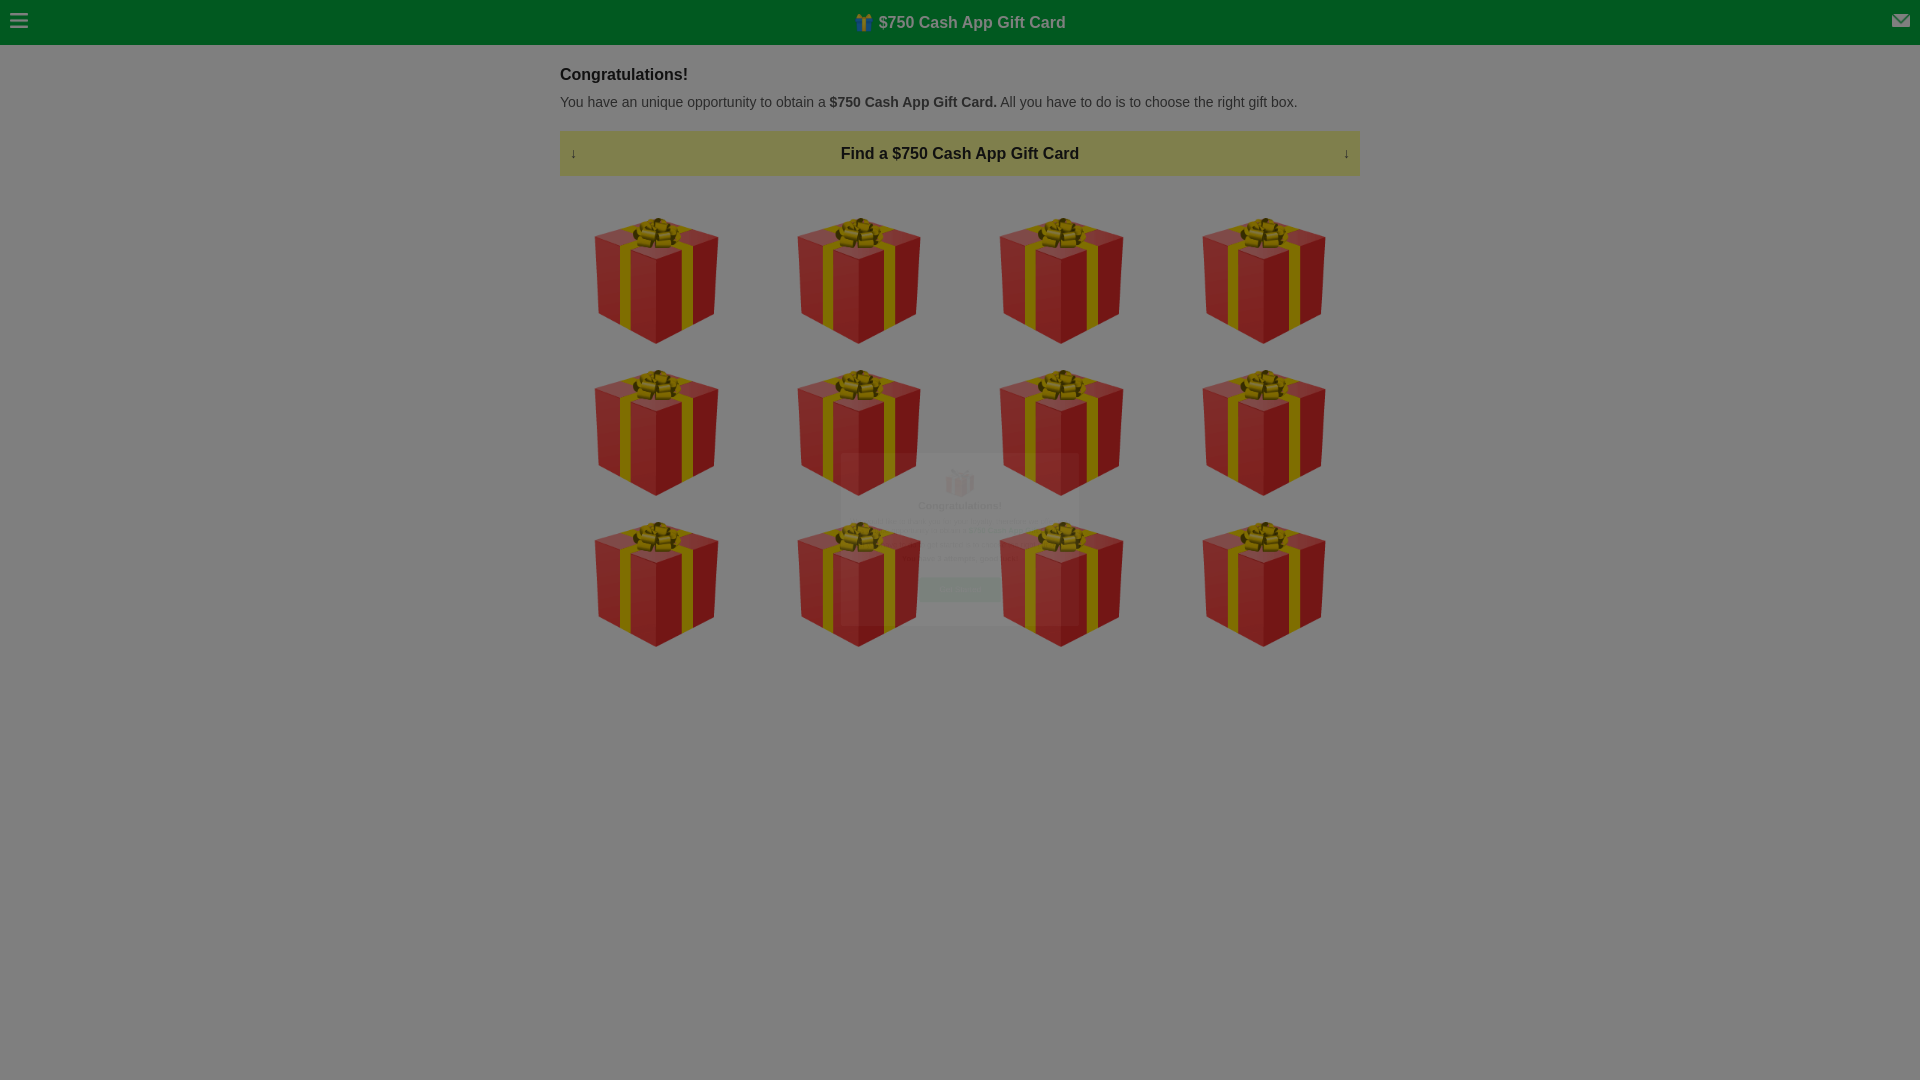 $750 Cash App Gift Card
Congratulations!
You have an unique opportunity to obtain a $750 Cash App Gift Card. All you have to do is to choose the right gift box.
↓ Find a $750 Cash App Gift Card ↓
Congratulations!